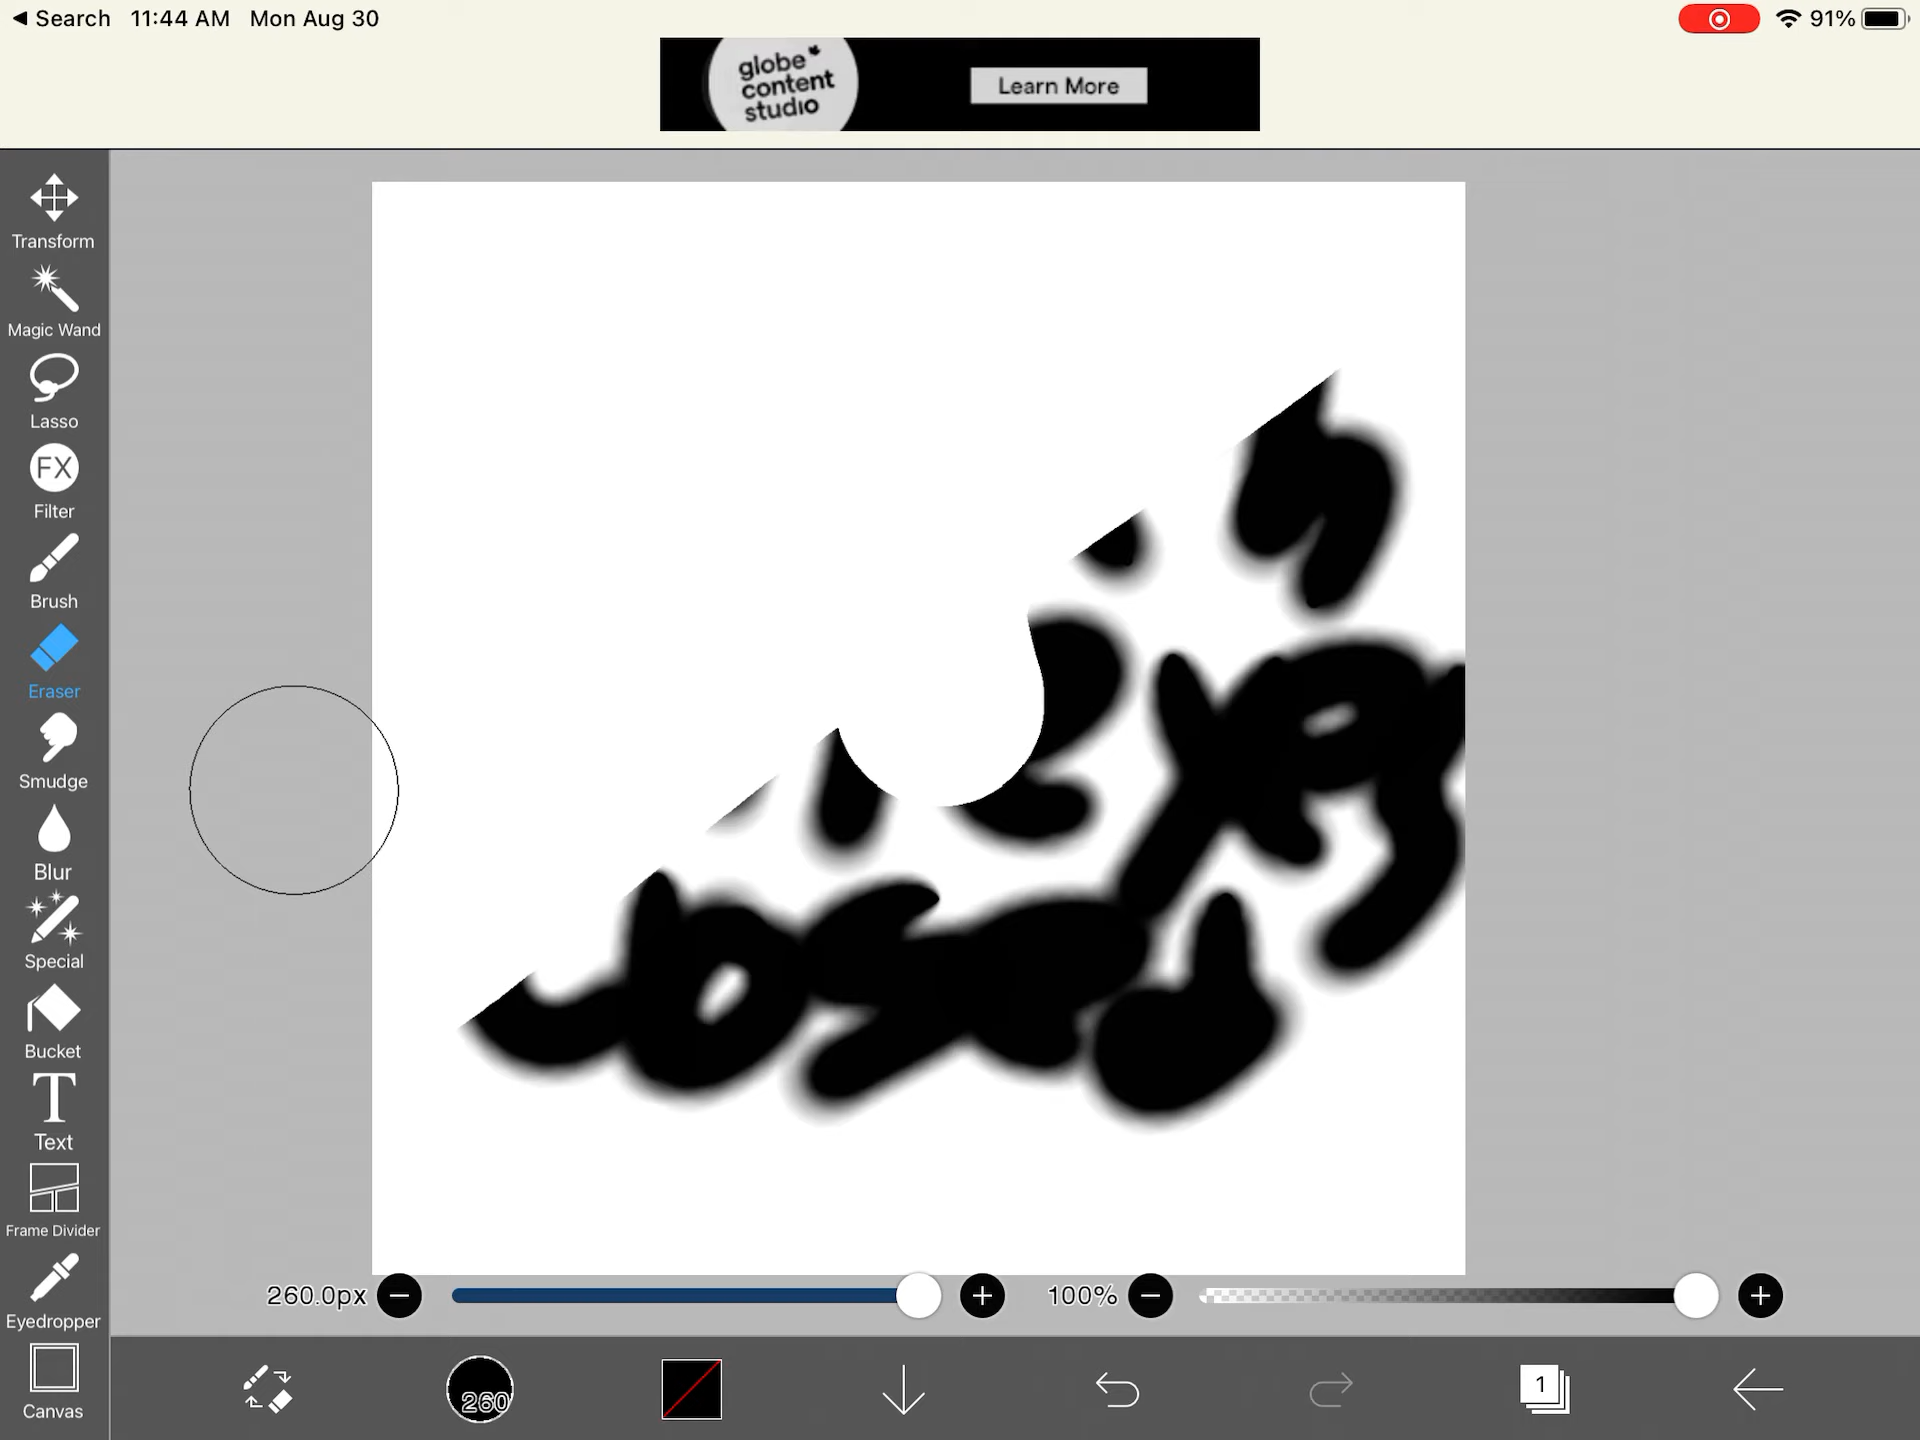 ◀ Search 11:44 AM Mon Aug 30 91%
globe
content
studio
Learn More
Transform
Magic Wand
Lasso
FX
Filter
Brush
Eraser
Smudge
Blur
Special
Bucket
T
Text
Frame Divider
Eyedropper
Canvas
260.0px 100%
260 1